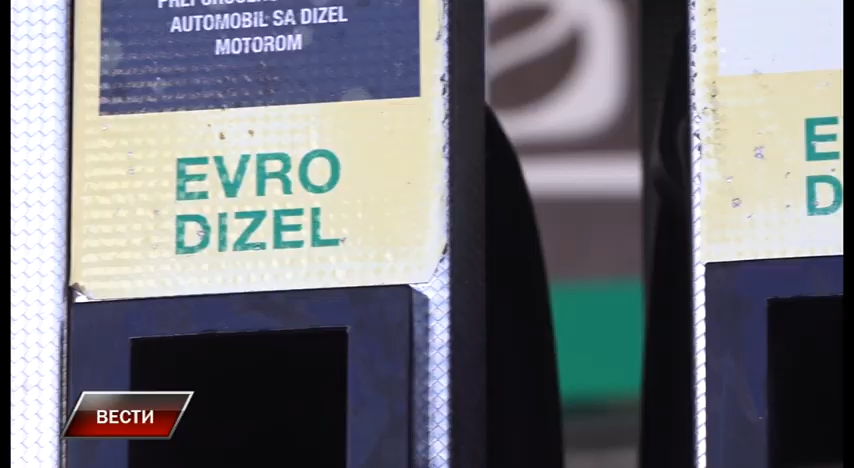 AUTOMOBIL SA DIZEL
MOTOROM
EVRO
DIZEL
E
D
ВЕСТИ